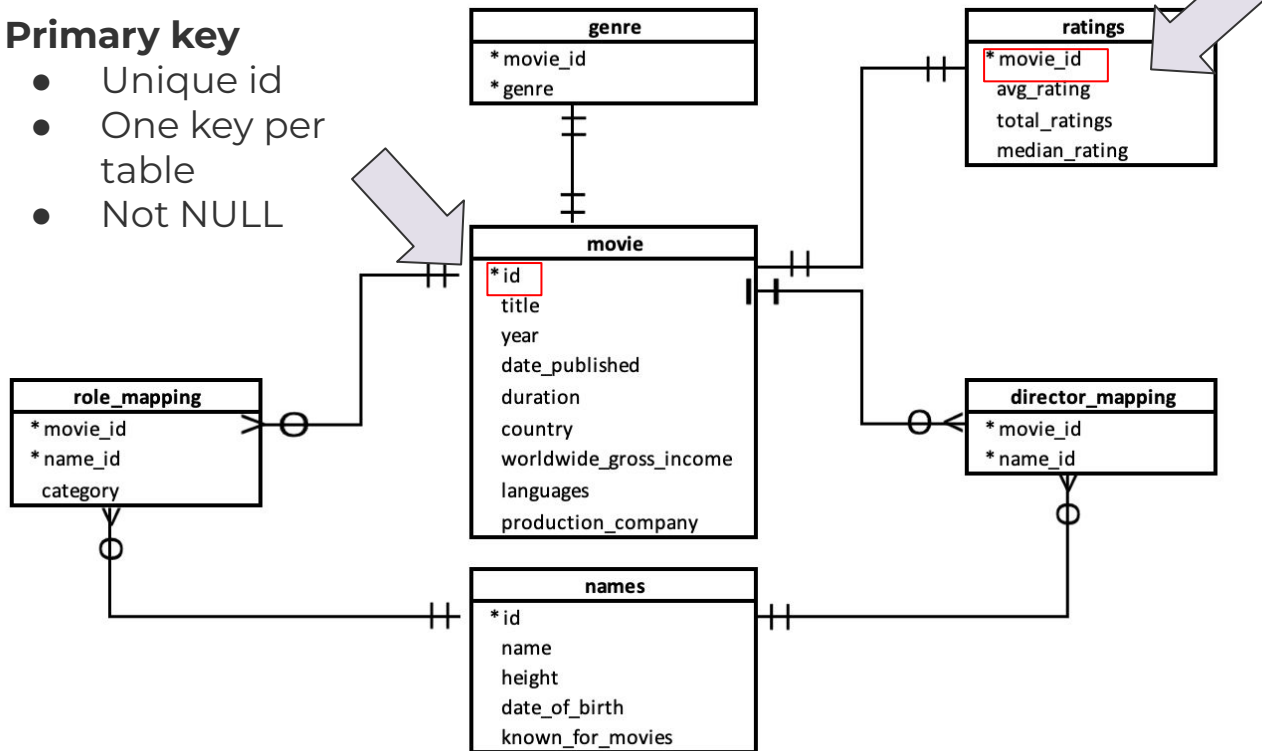 Primary key
● Unique id
● One key per
table
● Not NULL
genre
* movie_id
* genre
ratings
* movie_id
avg_rating
total_ratings
median_rating
movie
* id
title
year
date_published
duration
country
worldwide_gross_income
languages
production_company
role_mapping
* movie_id
* name_id
category
director_mapping
* movie_id
* name_id
names
* id
name
height
date_of_birth
known_for_movies